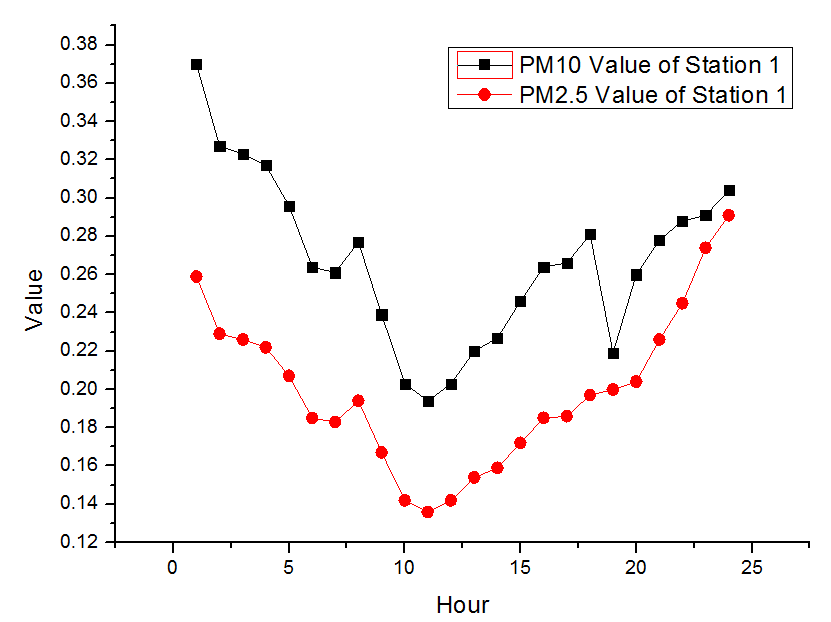 PM10 Value of Station 1
PM2.5 Value of Station 1
0.38
0.36
0.34
0.32
0.30
0.28
0.26
0.24
0.22
0.20
0.18
0.16
0.14
0.12
Value
0 5 10 15 20 25
Hour